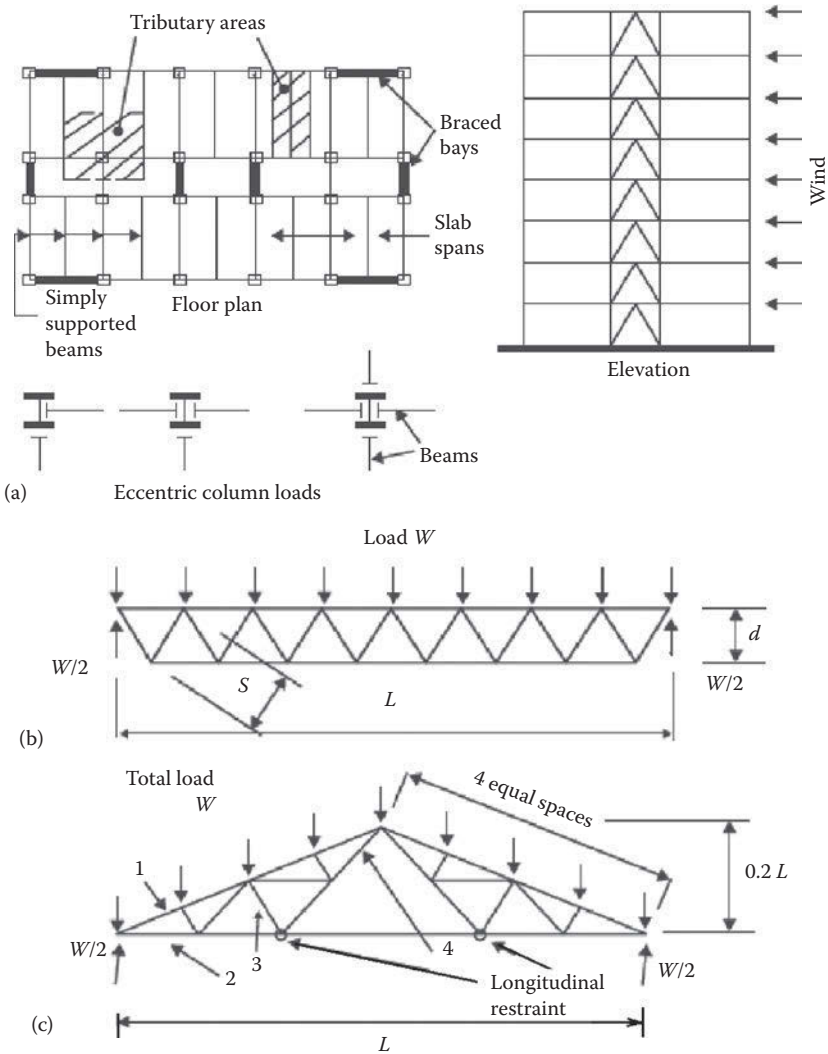 Tributary areas
Braced
bays
Slab
spans
Simply
supported
beams
Floor plan
Wind
Elevation
Beams
(a)
Eccentric column loads
Load W
d
W/2
S
L
W/2
(b)
Total load
W
4 equal spaces
0.2 L
1
W/2
2
3
4
Longitudinal
restraint
W/2
(c)
L